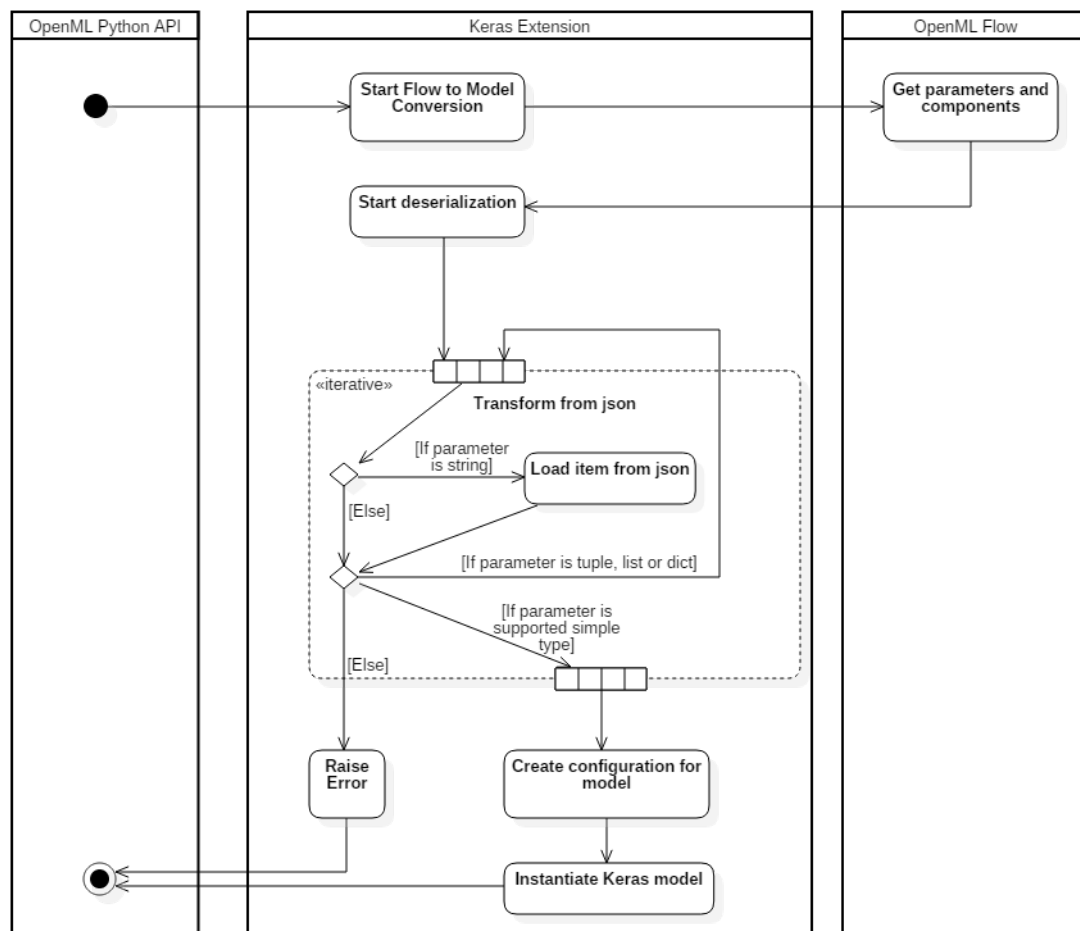 OpenML Python API
Keras Extension
OpenML Flow
Start Flow to Model
Conversion
Get parameters and
components
Start deserialization
«iterative»
Transform from json
[If parameter
is string]
Load item from json
[Else]
[If parameter is tuple, list or dict]
[If parameter is
supported simple
type]
[Else]
Raise
Error
Create configuration for
model
Instantiate Keras model